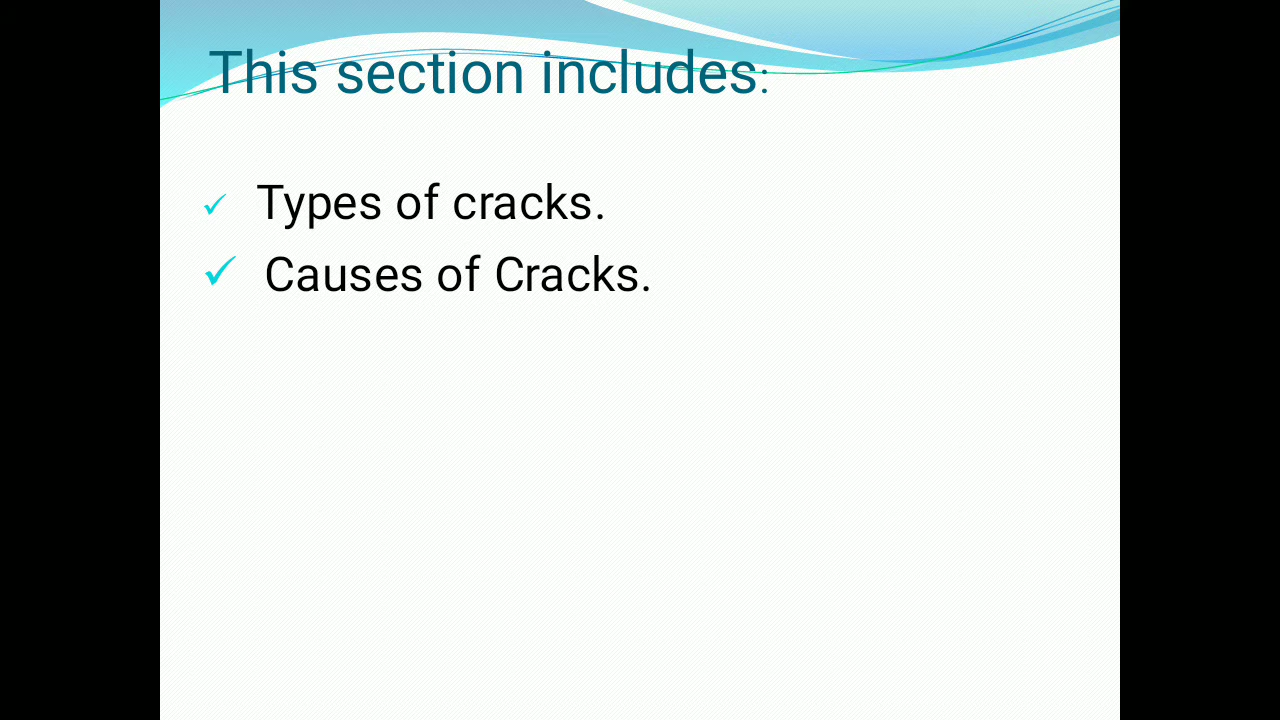 This section includes:
✓ Types of cracks.
✓ Causes of Cracks.